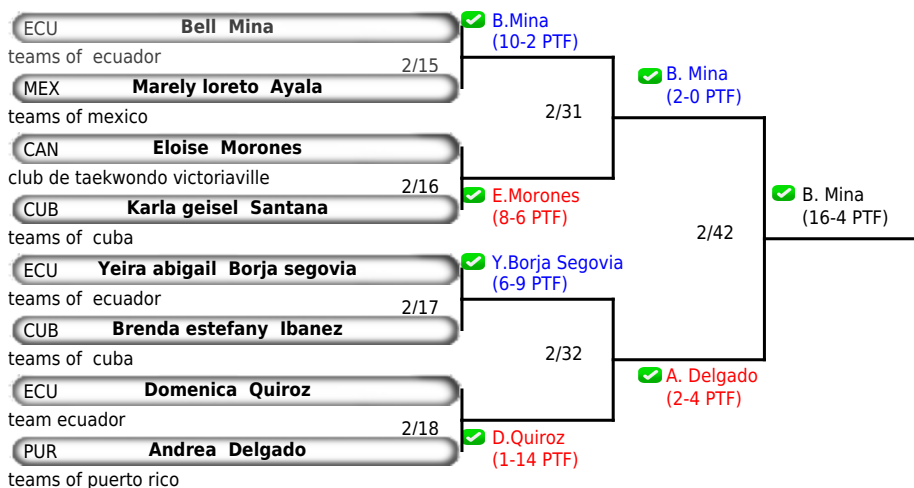 ECU Bell Mina
teams of ecuador
2/15
MEX Marely loreto Ayala
teams of mexico
CAN Eloise Morones
club de taekwondo victoriaville
2/16
CUB Karla geisel Santana
teams of cuba
ECU Yeira abigail Borja segovia
teams of ecuador
2/17
CUB Brenda estefany Ibanez
teams of cuba
ECU Domenica Quiroz
team ecuador
2/18
PUR Andrea Delgado
teams of puerto rico
B.Mina
(10-2 PTF)
2/31
E.Morones
(8-6 PTF)
Y.Borja Segovia
(6-9 PTF)
2/32
D.Quiroz
(1-14 PTF)
B. Mina
(2-0 PTF)
2/42
A. Delgado
(2-4 PTF)
B. Mina
(16-4 PTF)